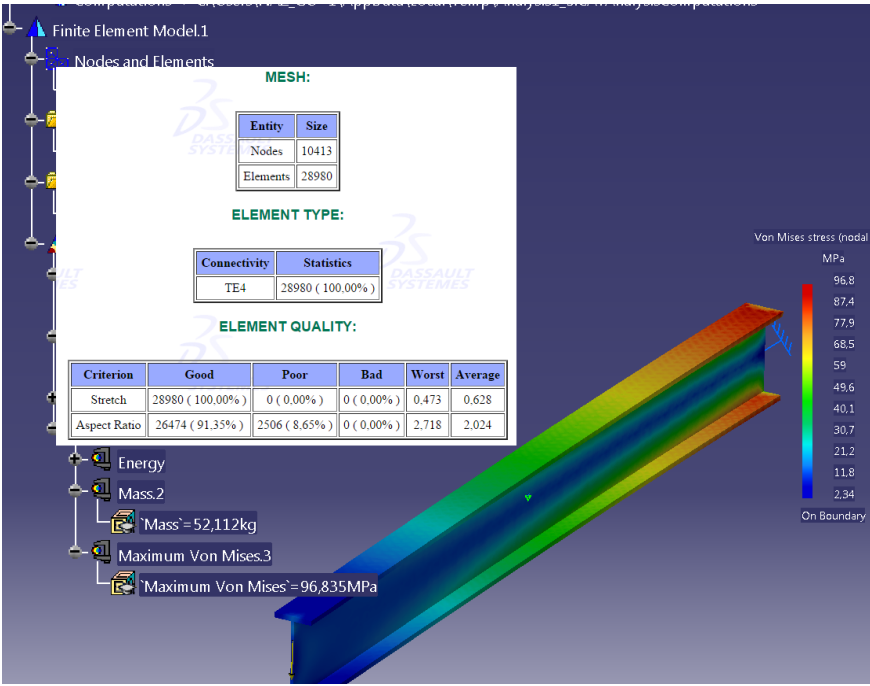 Finite Element Model.1
Nodes and Elements
MESH:
Entity Size
Nodes 10413
Elements 28980
ELEMENT TYPE:
Connectivity Statistics
TE4 28980 ( 100,00% )
ELEMENT QUALITY:
Criterion Good Poor Bad Worst Average
Stretch 28980 ( 100,00% ) 0 ( 0,00% ) 0 ( 0,00% ) 0,473 0,628
Aspect Ratio 26474 ( 91,35% ) 2506 ( 8,65% ) 0 ( 0,00% ) 2,718 2,024
DASSAULT
SYSTEMES
DASSAULT
SYSTEMES
Energy
Mass.2
`Mass`=52,112kg
Maximum Von Mises.3
`Maximum Von Mises`=96,835MPa
Von Mises stress (nodal
MPa
96,8
87,4
77,9
68,5
59
49,6
40,1
30,7
21,2
11,8
2,34
On Boundary